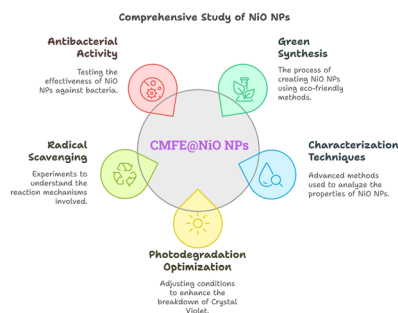 Comprehensive Study of NiO NPs
Antibacterial
Activity
Testing the
effectiveness of NiO
NPs against bacteria.
Green
Synthesis
The process of
creating NiO NPs
using eco-friendly
methods.
CMFE@NiO NPs
Radical
Scavenging
Experiments to
understand the
reaction mechanisms
involved.
Characterization
Techniques
Advanced methods
used to analyze the
properties of NiO NPs.
Photodegradation
Optimization
Adjusting conditions
to enhance the
breakdown of Crystal
Violet.